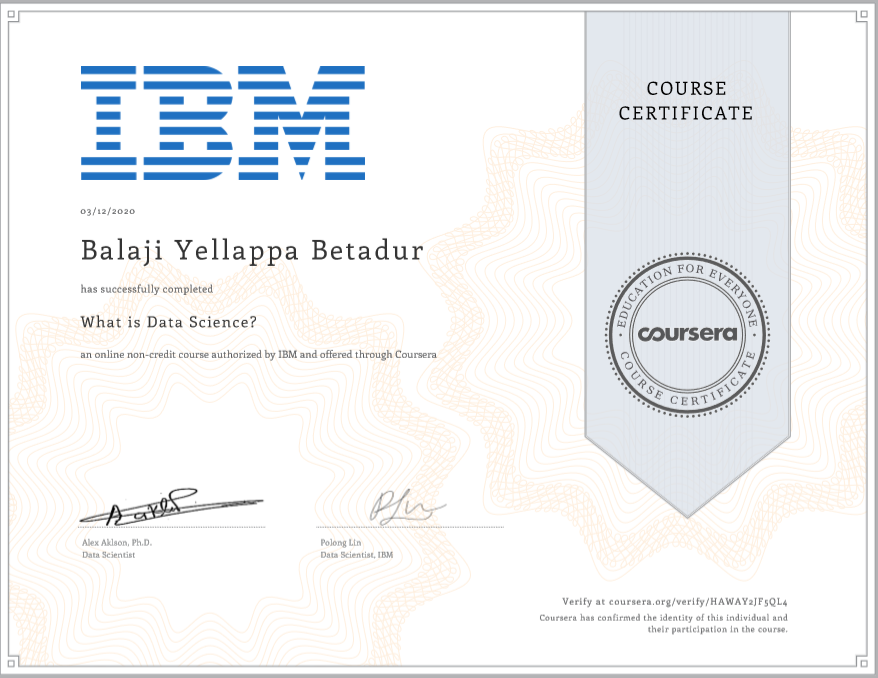 IBM
COURSE
CERTIFICATE
03/12/2020
Balaji Yellappa Betadur
has successfully completed
What is Data Science?
an online non-credit course authorized by IBM and offered through Coursera
EDUCATION FOR EVERYONE
coursera
COURSE CERTIFICATE
Alex Aklson, Ph.D.
Data Scientist
Polong Lin
Data Scientist, IBM
Verify at coursera.org/verify/HAWAY2JF5QL4
Coursera has confirmed the identity of this individual and
their participation in the course.